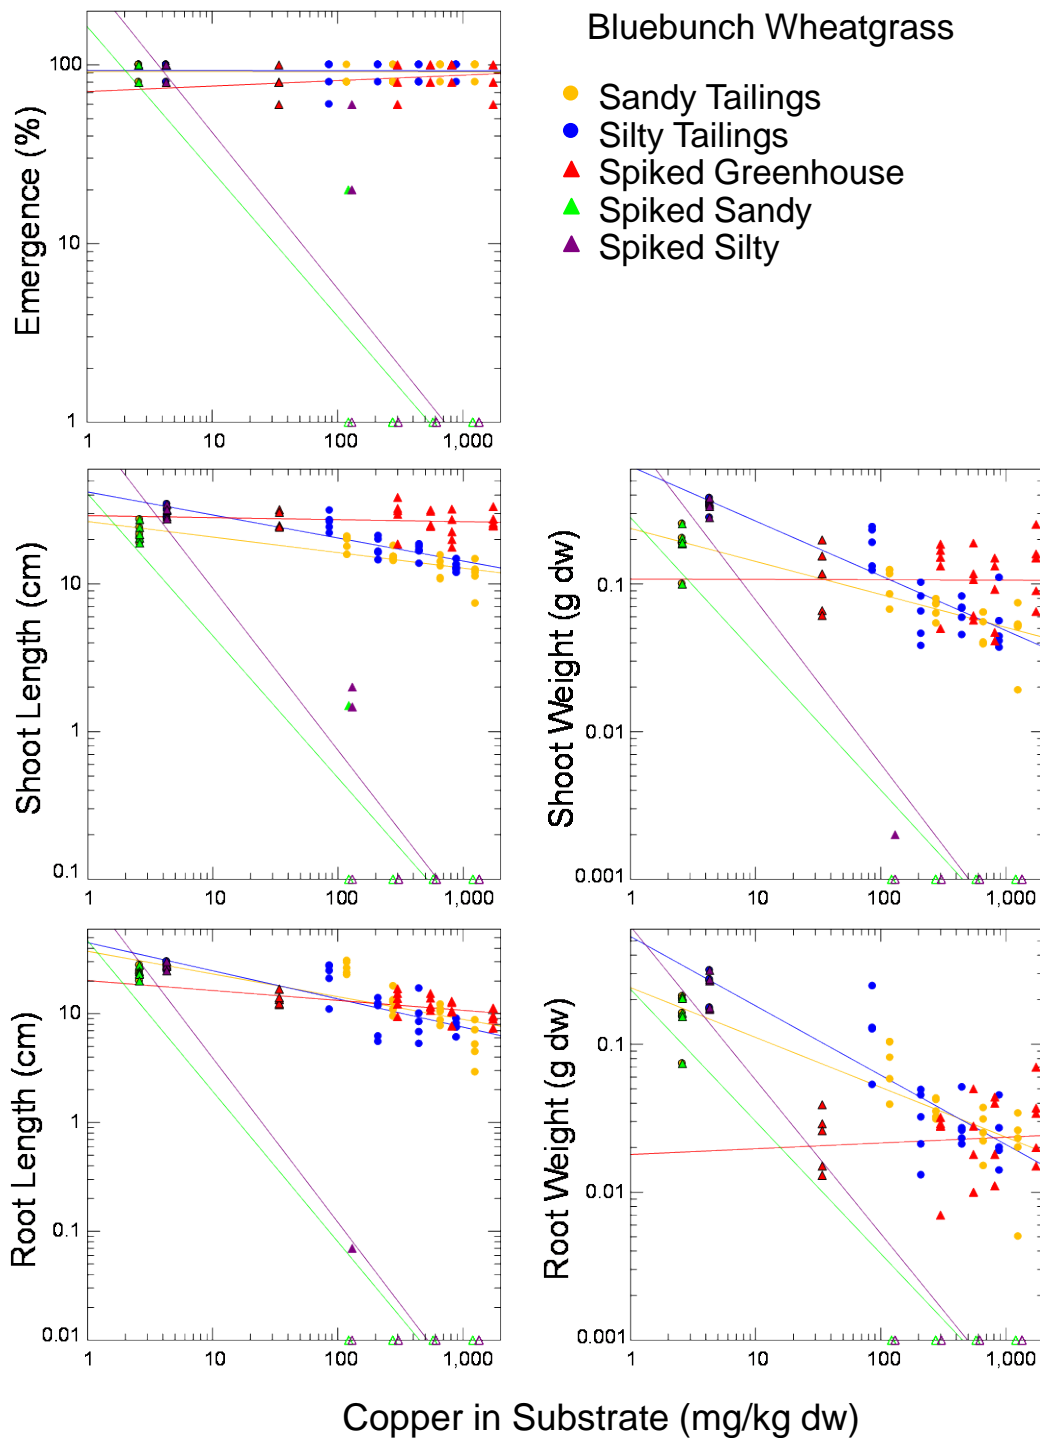 Bluebunch Wheatgrass
Sandy Tailings
Silty Tailings
Spiked Greenhouse
Spiked Sandy
Spiked Silty
Emergence (%)
100
10
1
1 10 100 1,000
Shoot Length (cm)
10
1
0.1
1 10 100 1,000
Shoot Weight (g dw)
0.1
0.01
0.001
1 10 100 1,000
Root Length (cm)
10
1
0.1
0.01
1 10 100 1,000
Root Weight (g dw)
0.1
0.01
0.001
1 10 100 1,000
Copper in Substrate (mg/kg dw)